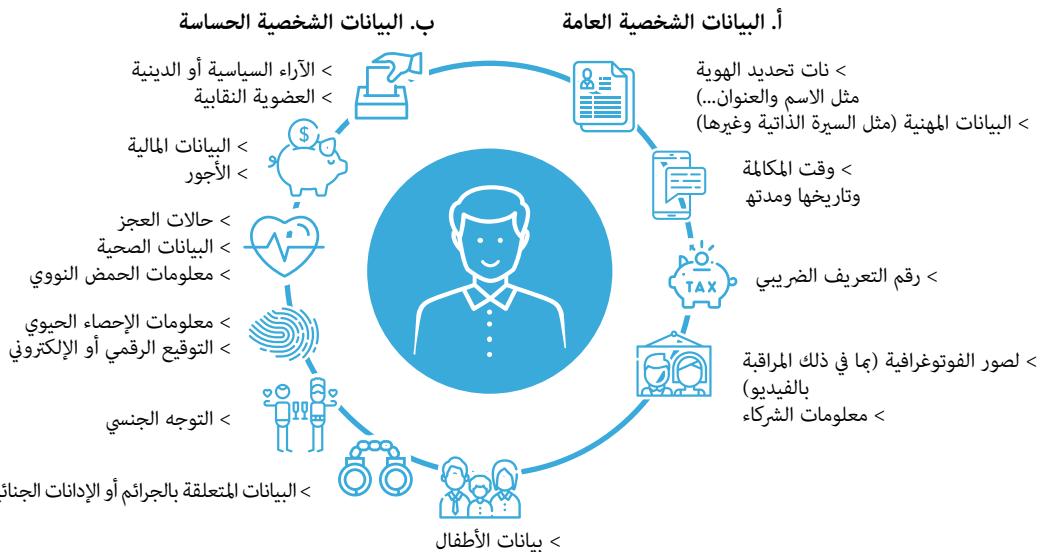 أ. البيانات الشخصية العامة
> نات تحديد الهوية
مثل الاسم والعنوان...)
> البيانات المهنية (مثل السيرة الذاتية وغيرها)
> وقت المكالمة
وتاريخها ومدته
> رقم التعريف الضريبي
TAX
> لصور الفوتوغرافية (بما في ذلك المراقبة
بالفيديو)
> معلومات الشركاء
ب. البيانات الشخصية الحساسة
> الآراء السياسية أو الدينية
> العضوية النقابية
$
> البيانات المالية
> الأجور
> حالات العجز
> البيانات الصحية
> معلومات الحمض النووي
> معلومات الإحصاء الحيوي
> التوقيع الرقمي أو الإلكتروني
> التوجه الجنسي
> البيانات المتعلقة بالجرائم أو الإدانات
> بيانات الأطفال